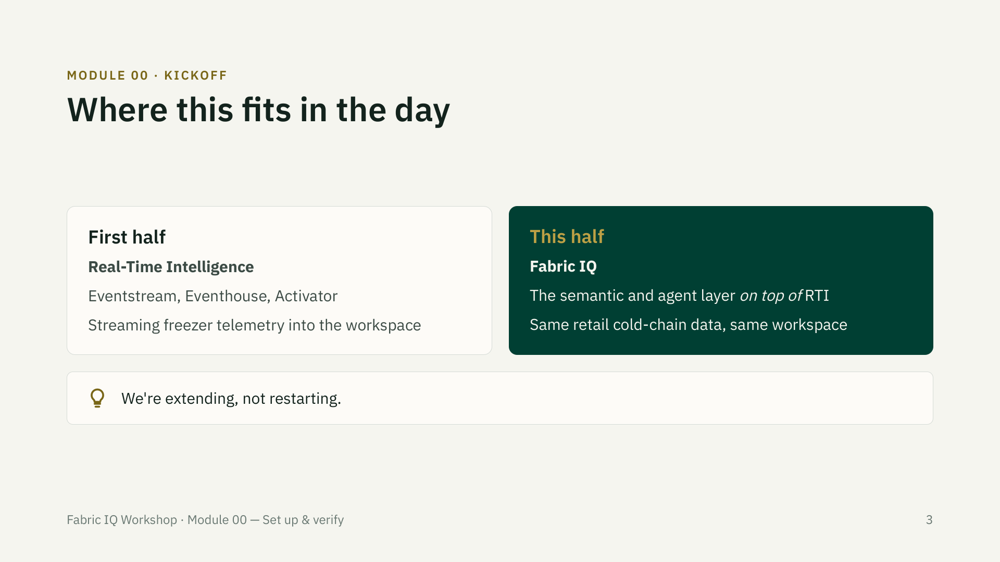 MODULE 00 · KICKOFF
Where this fits in the day
First half
Real-Time Intelligence
Eventstream, Eventhouse, Activator
Streaming freezer telemetry into the workspace
This half
Fabric IQ
The semantic and agent layer on top of RTI
Same retail cold-chain data, same workspace
We're extending, not restarting.
Fabric IQ Workshop · Module 00 — Set up & verify
3